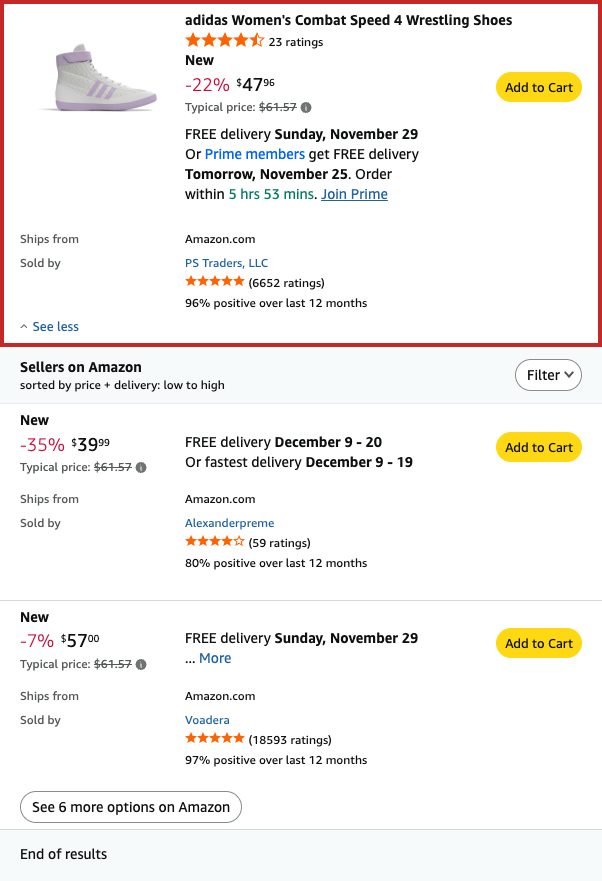 adidas Women's Combat Speed 4 Wrestling Shoes
23 ratings
New
-22% $47⁹⁶
Typical price: $61.57
Add to Cart
FREE delivery Sunday, November 29
Or Prime members get FREE delivery
Tomorrow, November 25. Order
within 5 hrs 53 mins. Join Prime
Ships from Amazon.com
Sold by PS Traders, LLC
(6652 ratings)
96% positive over last 12 months
See less
Sellers on Amazon
sorted by price + delivery: low to high
Filter
New
-35% $39⁹⁹
Typical price: $61.57
FREE delivery December 9 - 20
Or fastest delivery December 9 - 19
Add to Cart
Ships from Amazon.com
Sold by Alexanderpreme
(59 ratings)
80% positive over last 12 months
New
-7% $57⁰⁰
Typical price: $61.57
FREE delivery Sunday, November 29
... More
Add to Cart
Ships from Amazon.com
Sold by Voadera
(18593 ratings)
97% positive over last 12 months
See 6 more options on Amazon
End of results